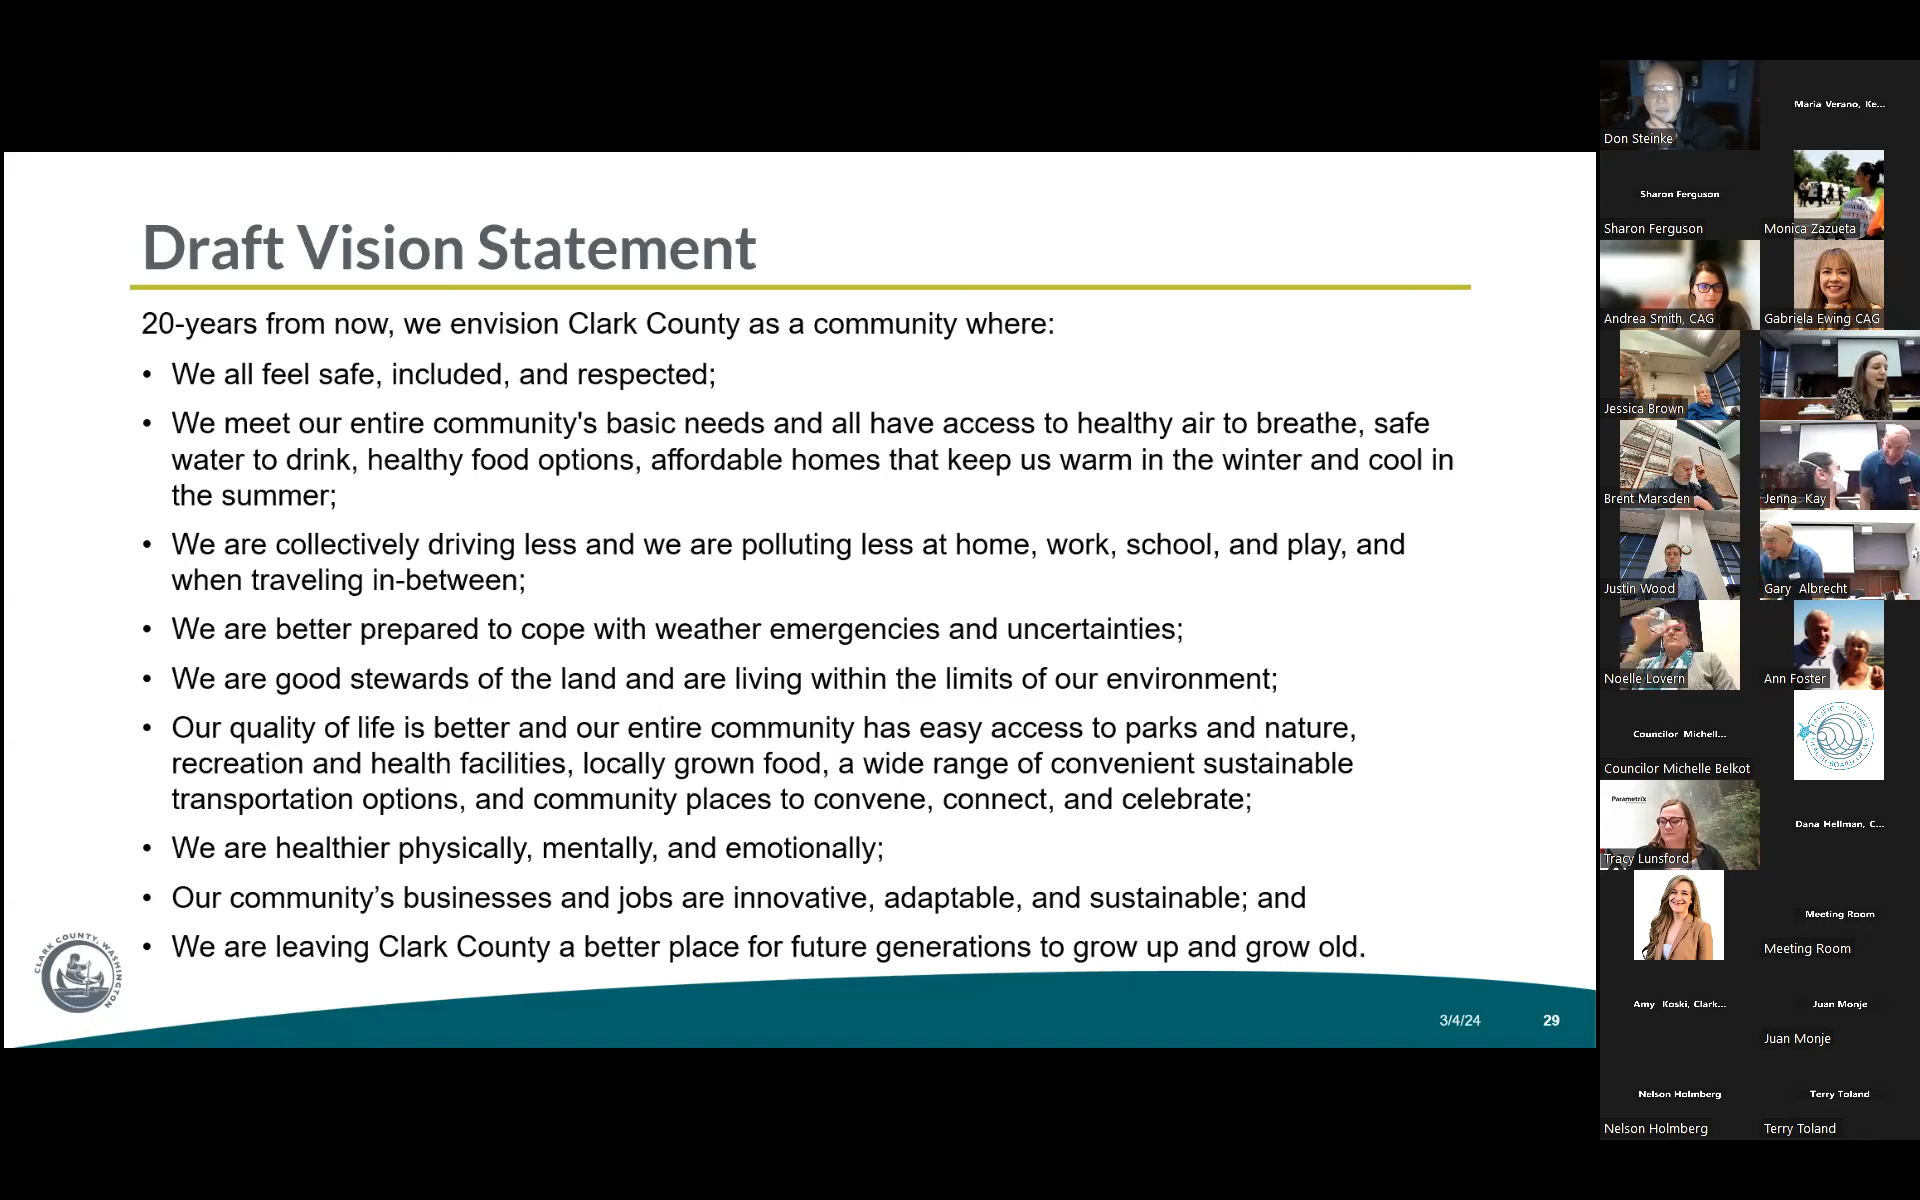 Draft Vision Statement
20-years from now, we envision Clark County as a community where:
• We all feel safe, included, and respected;
• We meet our entire community's basic needs and all have access to healthy air to breathe, safe
water to drink, healthy food options, affordable homes that keep us warm in the winter and cool in
the summer;
• We are collectively driving less and we are polluting less at home, work, school, and play, and
when traveling in-between;
• We are better prepared to cope with weather emergencies and uncertainties;
• We are good stewards of the land and are living within the limits of our environment;
• Our quality of life is better and our entire community has easy access to parks and nature,
recreation and health facilities, locally grown food, a wide range of convenient sustainable
transportation options, and community places to convene, connect, and celebrate;
• We are healthier physically, mentally, and emotionally;
• Our community’s businesses and jobs are innovative, adaptable, and sustainable; and
• We are leaving Clark County a better place for future generations to grow up and grow old.
CLARK COUNTY, WASHINGTON
3/4/24
29
Don Steinke
Maria Verano, Ke...
Sharon Ferguson
Sharon Ferguson
Monica Zazueta
Andrea Smith, CAG
Gabriela Ewing CAG
Jessica Brown
Brent Marsden
Jenna Kay
Justin Wood
Gary Albrecht
Noelle Lovern
Ann Foster
Councilor Michell...
Councilor Michelle Belkot
Parametrix
Tracy Lunsford
Dana Hellman, C...
Meeting Room
Meeting Room
Amy Koski, Clark...
Juan Monje
Juan Monje
Nelson Holmberg
Nelson Holmberg
Terry Toland
Terry Toland